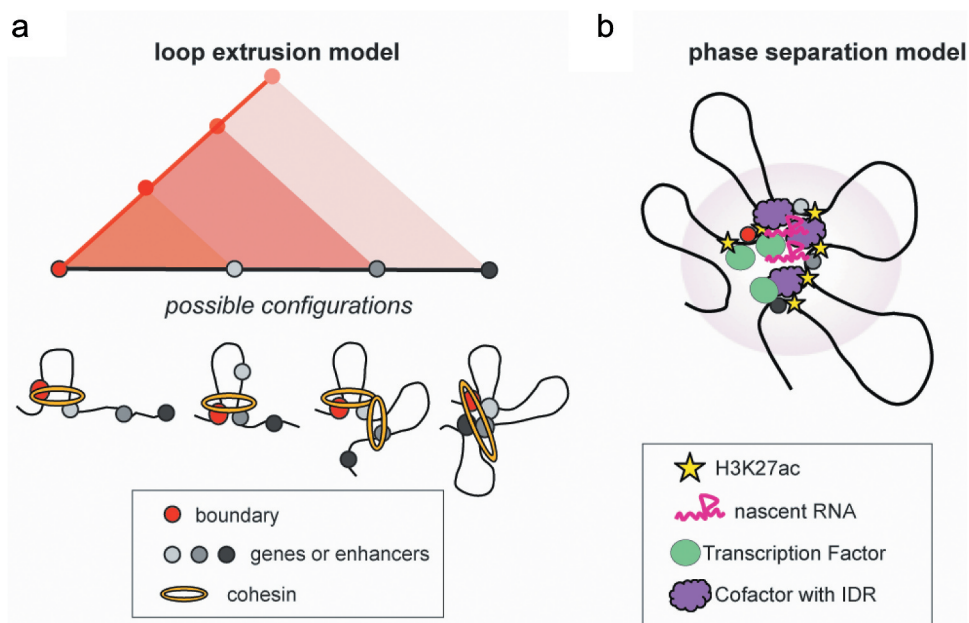 a
loop extrusion model
possible configurations
boundary
genes or enhancers
cohesin
b
phase separation model
H3K27ac
nascent RNA
Transcription Factor
Cofactor with IDR